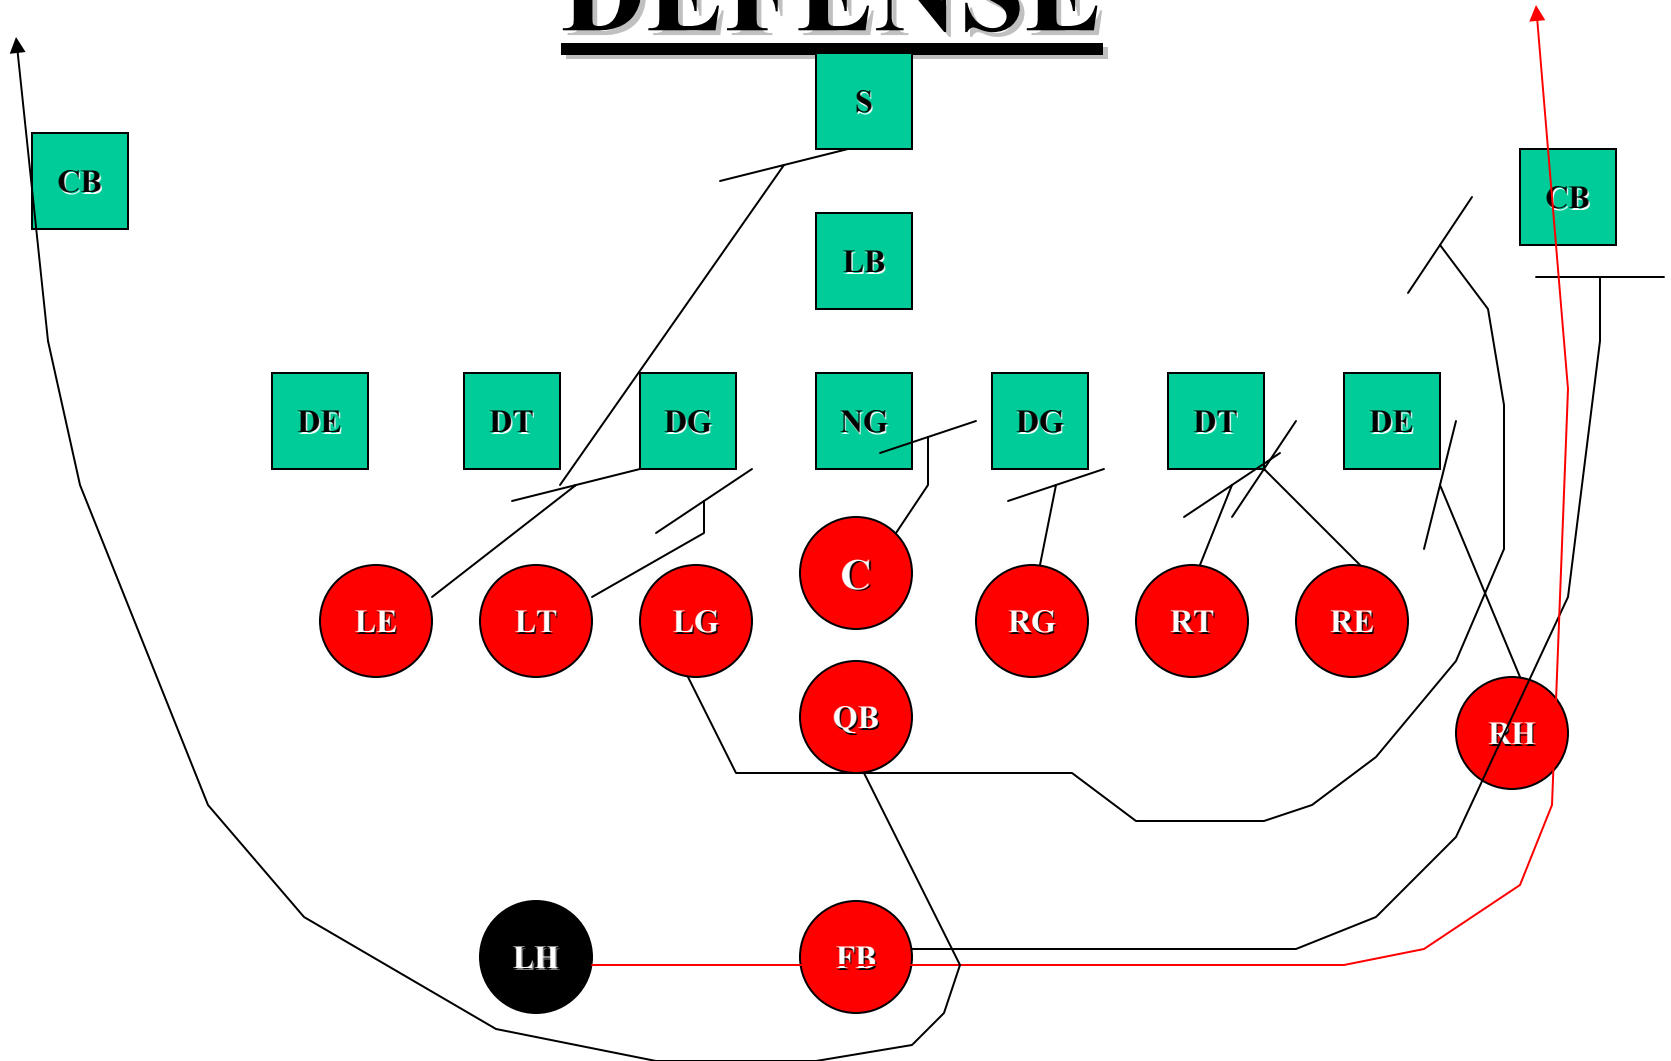 DEFENSE
S
CB
CB
LB
DE DT DG NG DG DT DE
C
LE LT LG RG RT RE
QB
RH
LH FB